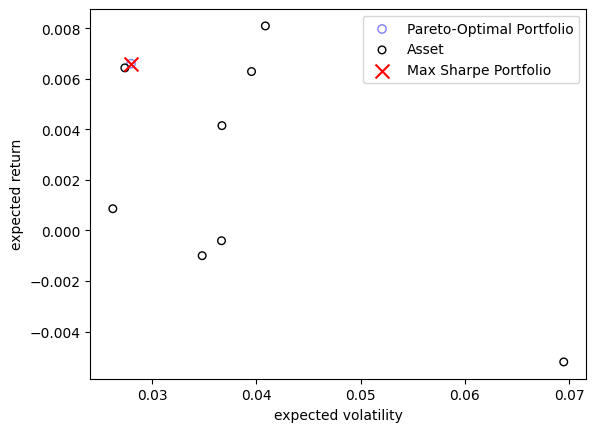 0.008
0.006
0.004
0.002
0.000
−0.002
−0.004
expected return
Pareto-Optimal Portfolio
Asset
Max Sharpe Portfolio
0.03 0.04 0.05 0.06 0.07
expected volatility